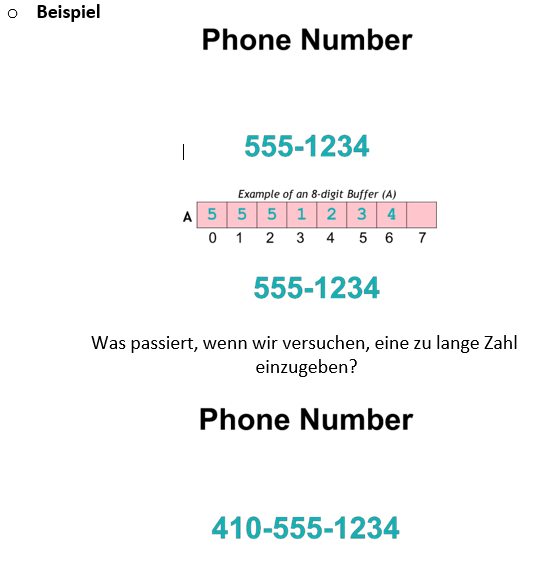 o Beispiel
Phone Number
555-1234
Example of an 8-digit Buffer (A)
A 5 5 5 1 2 3 4
0 1 2 3 4 5 6 7
555-1234
Was passiert, wenn wir versuchen, eine zu lange Zahl
einzugeben?
Phone Number
410-555-1234